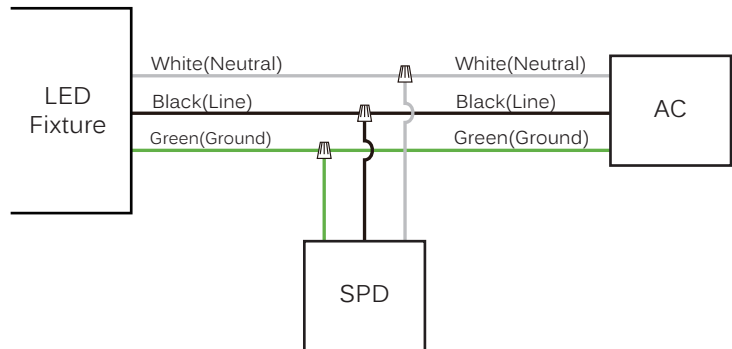 LED
Fixture
White(Neutral)
White(Neutral)
Black(Line)
Black(Line)
Green(Ground)
Green(Ground)
AC
SPD